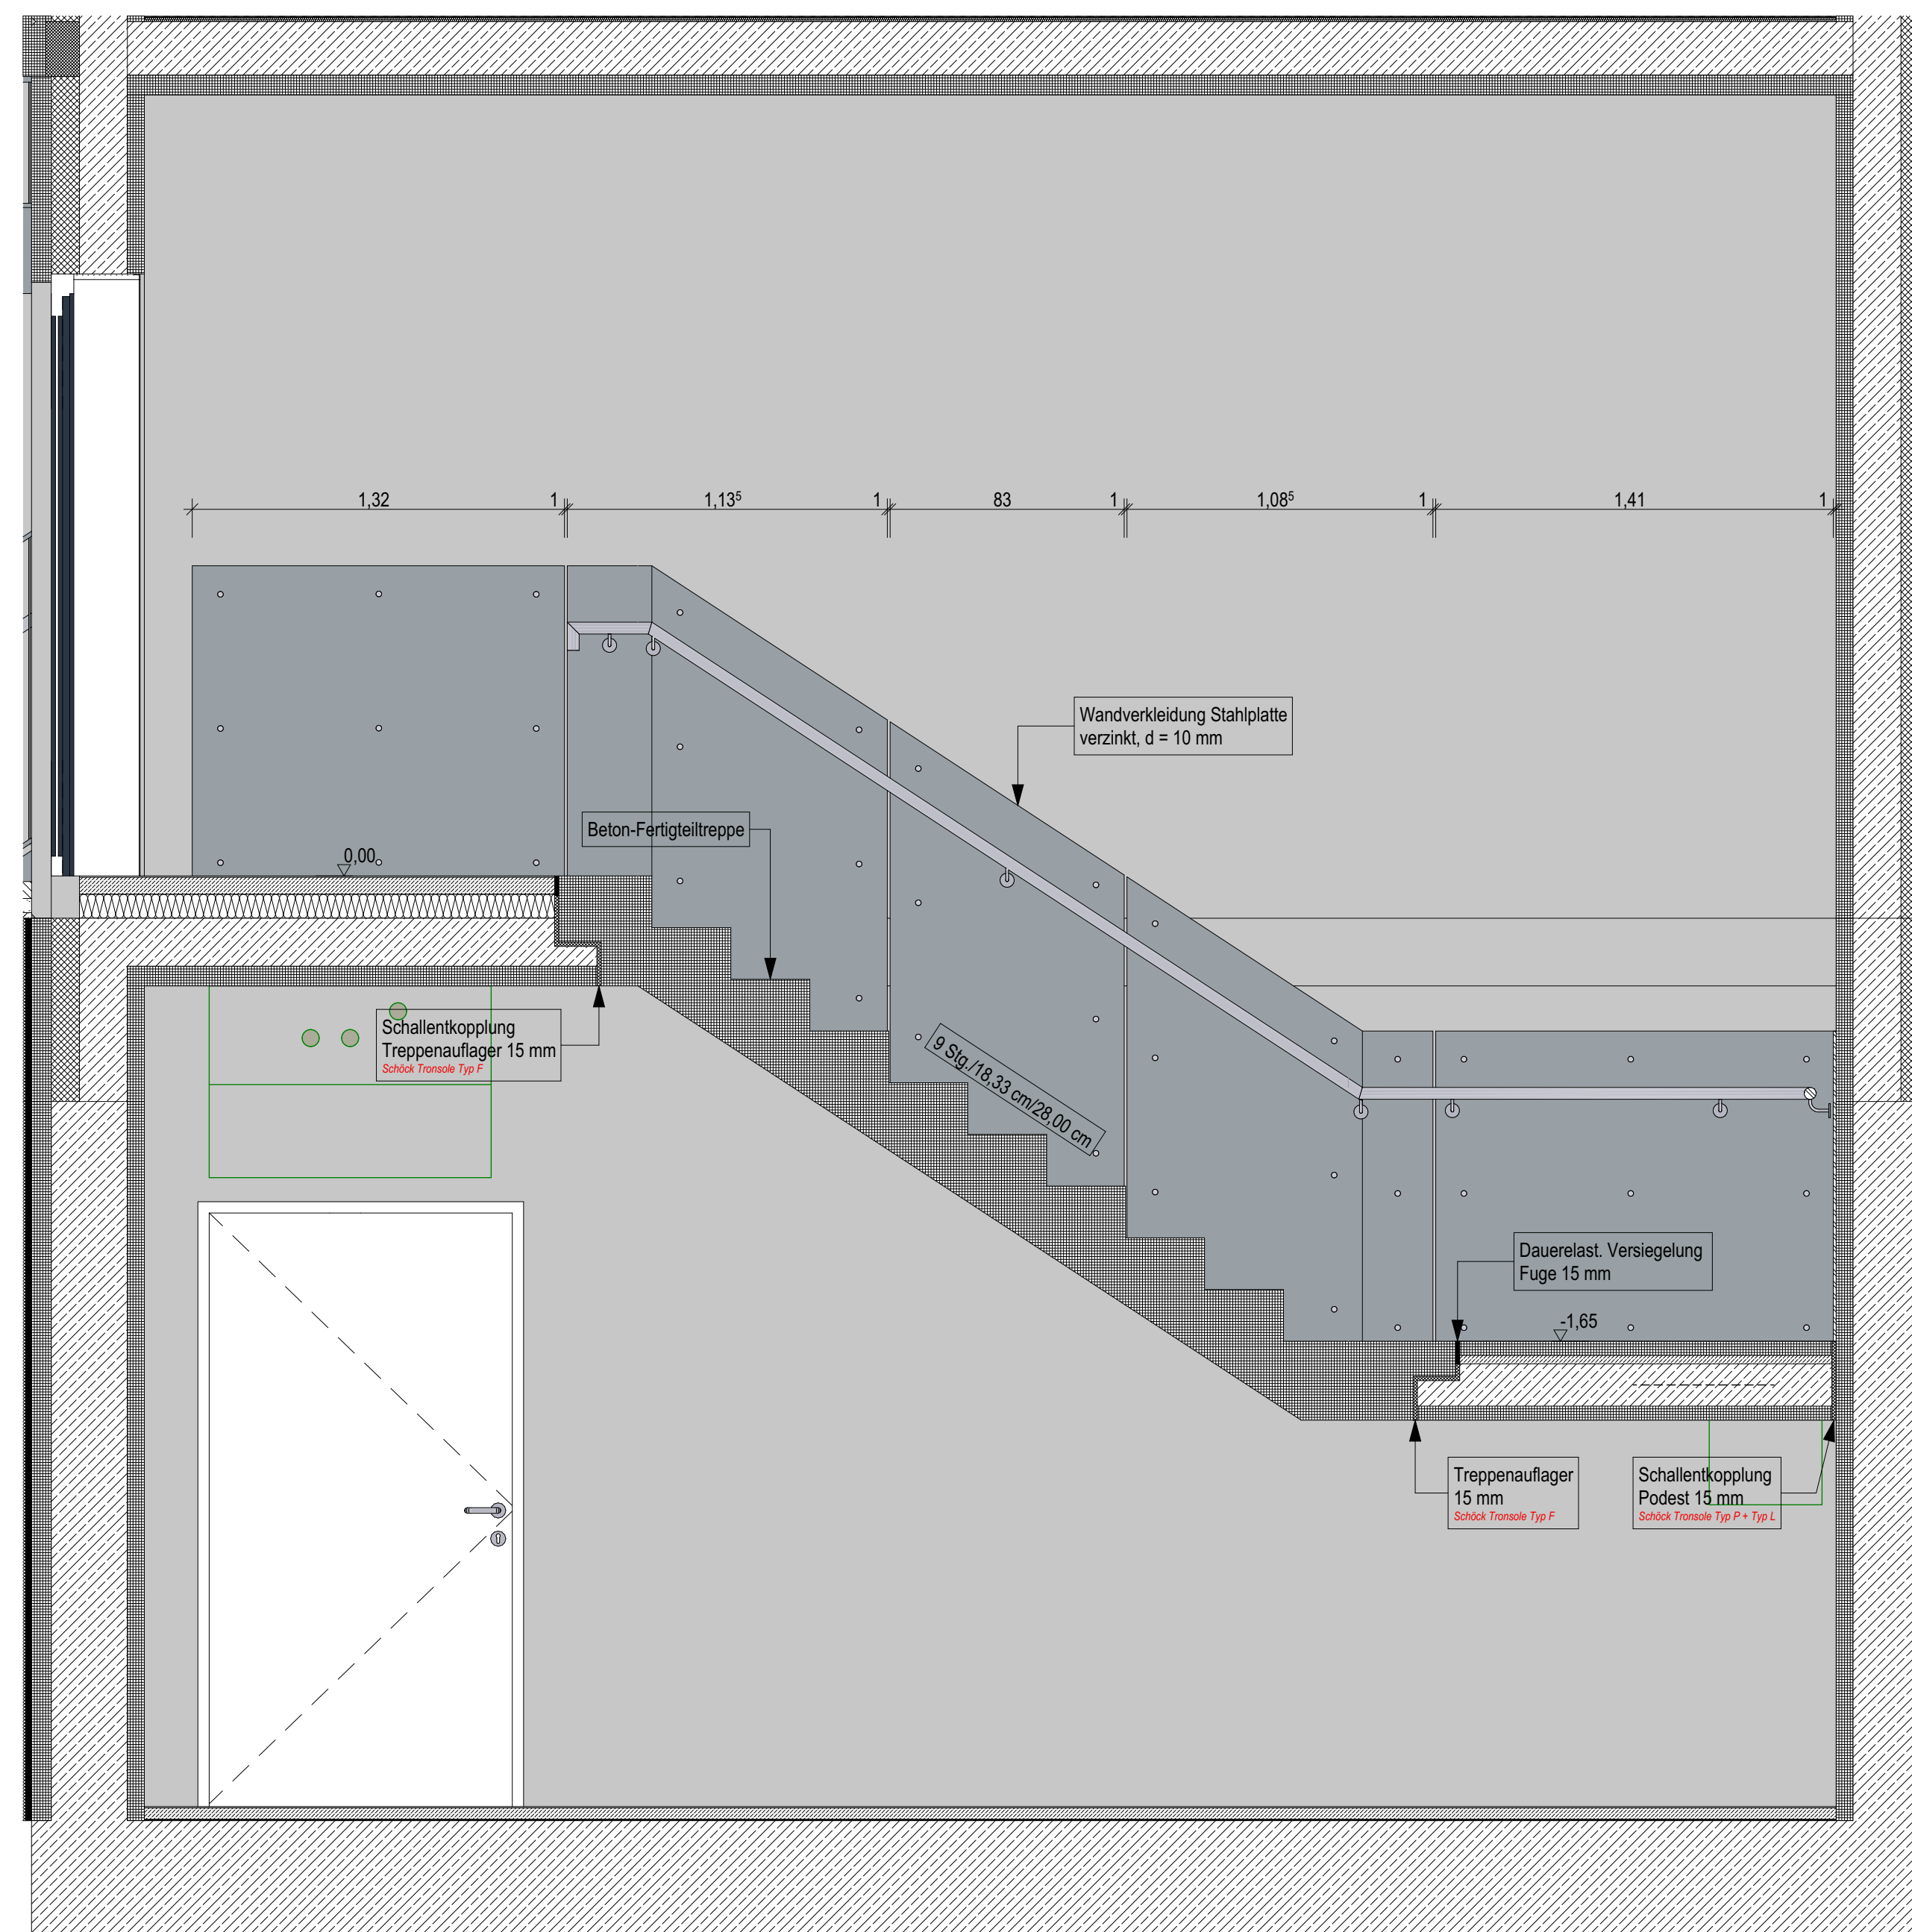 1,32 1 1,13⁵ 1 83 1 1,08⁵ 1 1,41 1
Wandverkleidung Stahlplatte
verzinkt, d = 10 mm
Beton-Fertigteiltreppe
0,00
Schallentkopplung
Treppenauflager 15 mm
Schöck Tronsole Typ F
9 Stg./18,33 cm/28,00 cm
Dauerelast. Versiegelung
Fuge 15 mm
-1,65
Treppenauflager
15 mm
Schöck Tronsole Typ F
Schallentkopplung
Podest 15 mm
Schöck Tronsole Typ P + Typ L